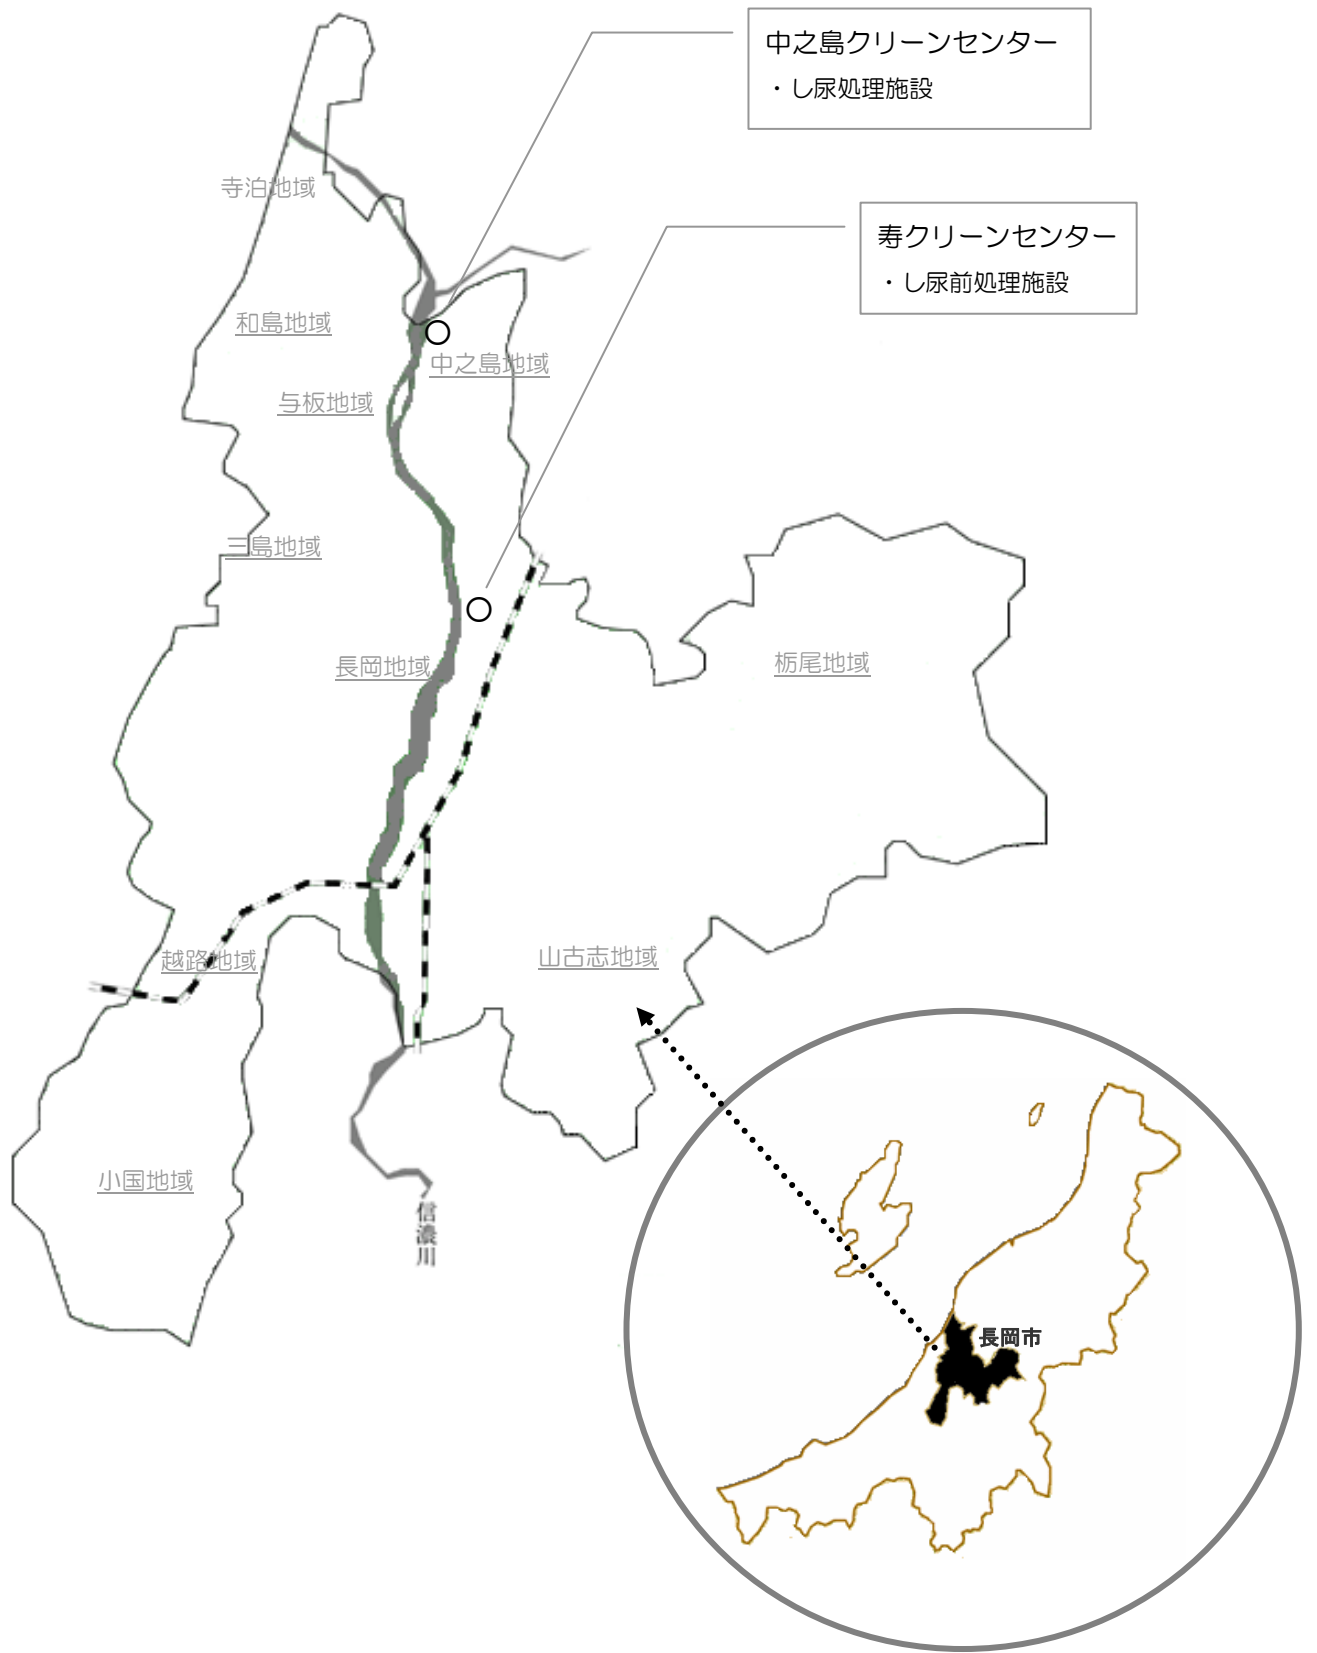 中之島クリーンセンター
・し尿処理施設
寿クリーンセンター
・し尿前処理施設
寺泊地域
和島地域
中之島地域
与板地域
三島地域
長岡地域
栃尾地域
越路地域
山古志地域
小国地域
信濃川
長岡市